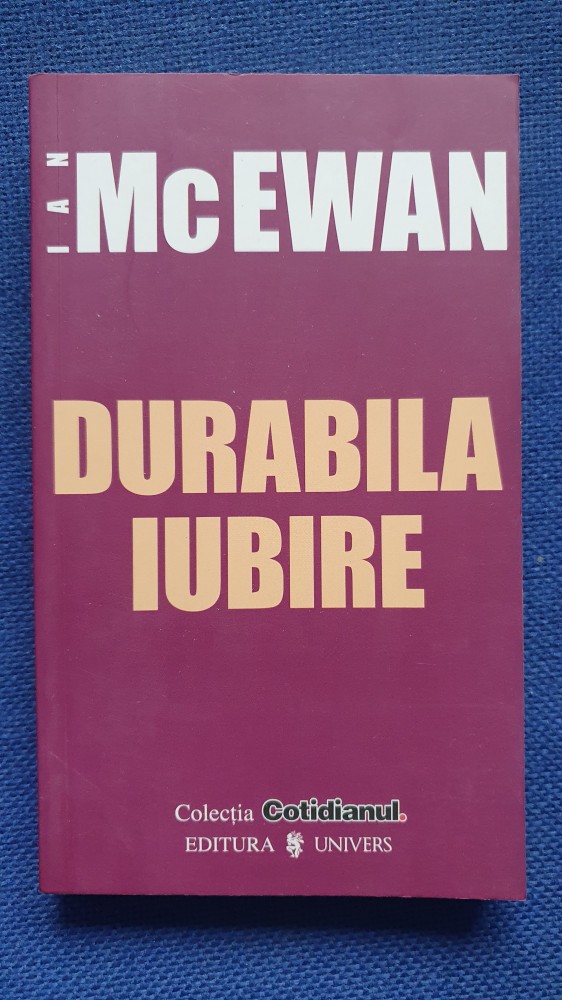 IAN
McEWAN
DURABILA
IUBIRE
Colecția Cotidianul.
EDITURA UNIVERS